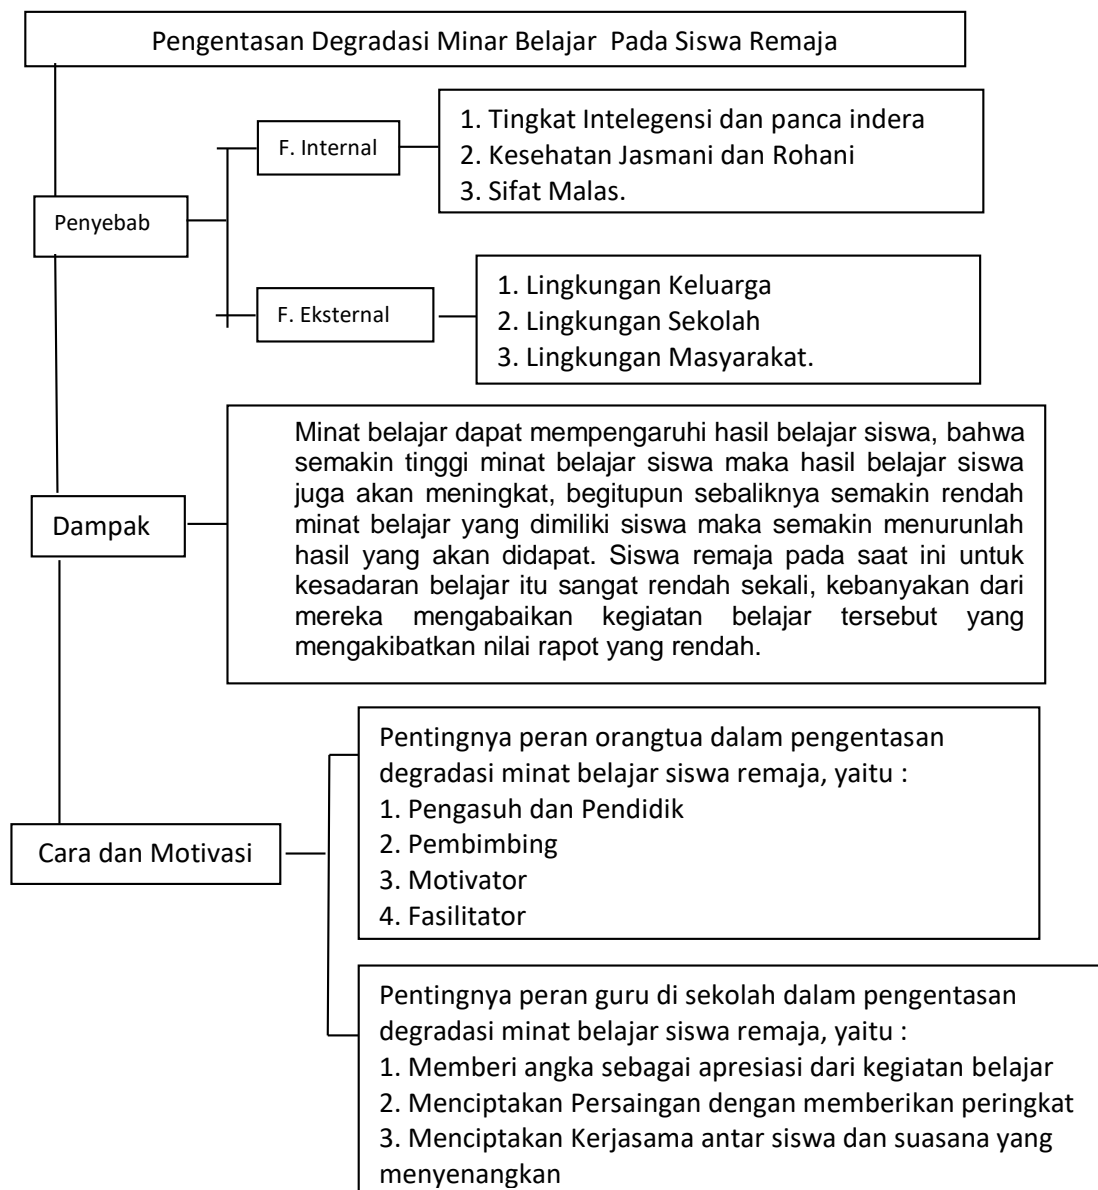 Pengentasan Degradasi Minar Belajar Pada Siswa Remaja
F. Internal
1. Tingkat Intelegensi dan panca indera
2. Kesehatan Jasmani dan Rohani
3. Sifat Malas.
Penyebab
F. Eksternal
1. Lingkungan Keluarga
2. Lingkungan Sekolah
3. Lingkungan Masyarakat.
Dampak
Minat belajar dapat mempengaruhi hasil belajar siswa, bahwa
semakin tinggi minat belajar siswa maka hasil belajar siswa
juga akan meningkat, begitupun sebaliknya semakin rendah
minat belajar yang dimiliki siswa maka semakin menurunlah
hasil yang akan didapat. Siswa remaja pada saat ini untuk
kesadaran belajar itu sangat rendah sekali, kebanyakan dari
mereka mengabaikan kegiatan belajar tersebut yang
mengakibatkan nilai rapot yang rendah.
Cara dan Motivasi
Pentingnya peran orangtua dalam pengentasan
degradasi minat belajar siswa remaja, yaitu :
1. Pengasuh dan Pendidik
2. Pembimbing
3. Motivator
4. Fasilitator
Pentingnya peran guru di sekolah dalam pengentasan
degradasi minat belajar siswa remaja, yaitu :
1. Memberi angka sebagai apresiasi dari kegiatan belajar
2. Menciptakan Persaingan dengan memberikan peringkat
3. Menciptakan Kerjasama antar siswa dan suasana yang
menyenangkan